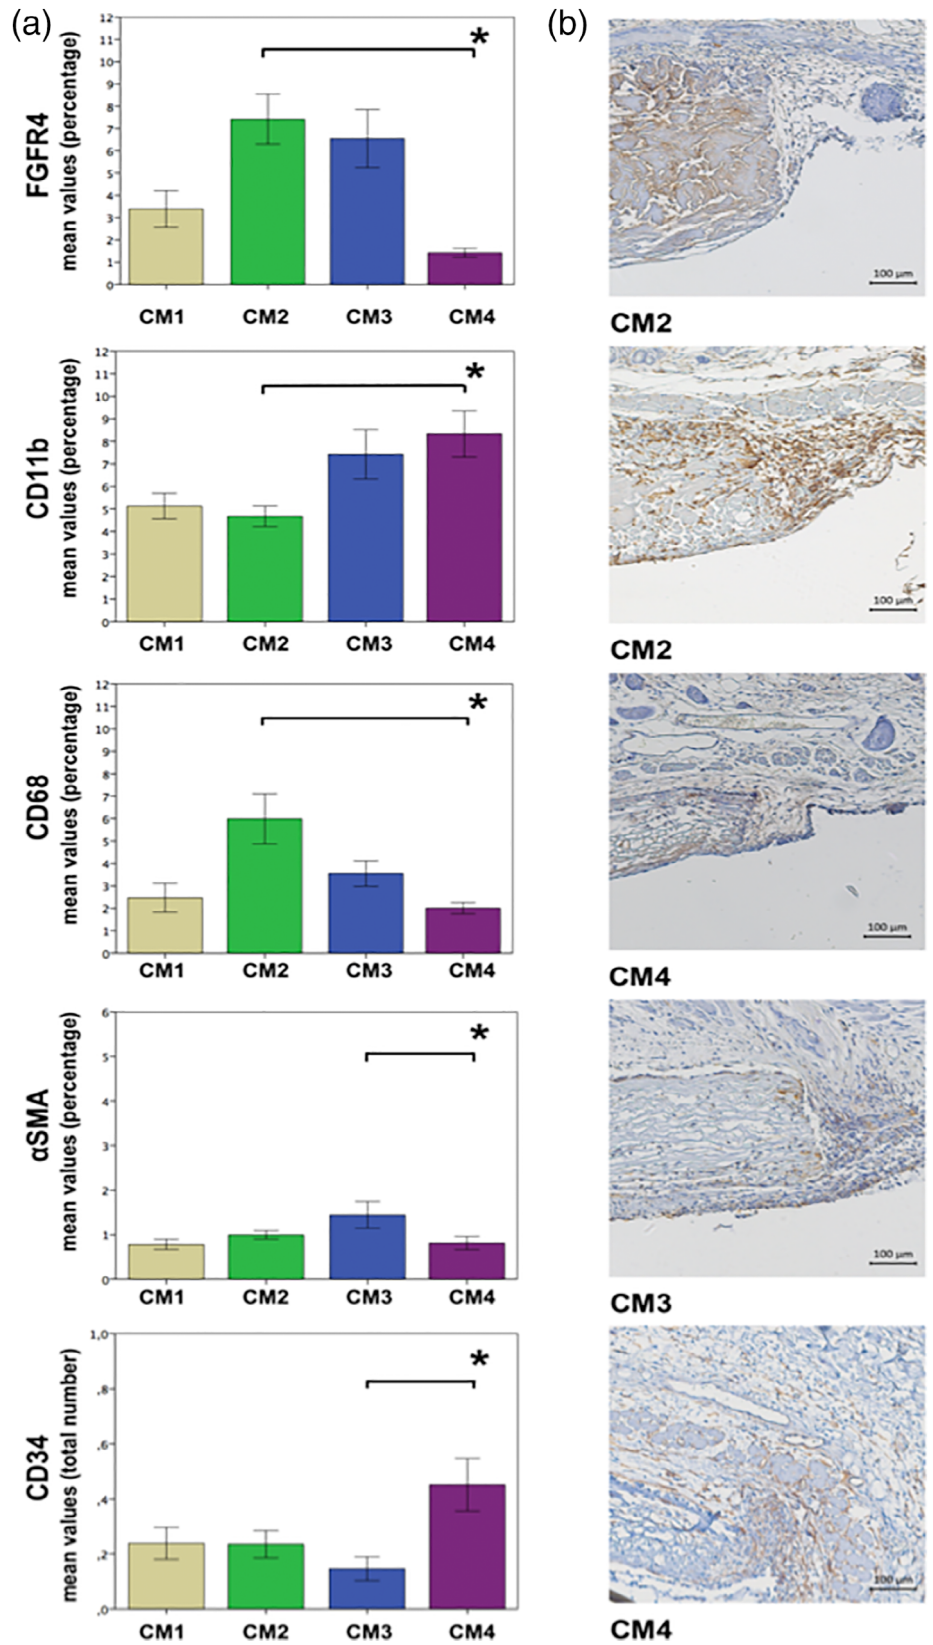 (a)
FGFR4
mean values (percentage)
12
11
10
9
8
7
6
5
4
3
2
1
0
*
CM1 CM2 CM3 CM4
CD11b
mean values (percentage)
12
11
10
9
8
7
6
5
4
3
2
1
0
*
CM1 CM2 CM3 CM4
CD68
mean values (percentage)
12
11
10
9
8
7
6
5
4
3
2
1
0
*
CM1 CM2 CM3 CM4
αSMA
mean values (percentage)
6
5
4
3
2
1
0
*
CM1 CM2 CM3 CM4
CD34
mean values (total number)
1,0
,8
,6
,4
,2
,0
*
CM1 CM2 CM3 CM4
(b)
100 µm
CM2
100 µm
CM2
100 µm
CM4
100 µm
CM3
100 µm
CM4